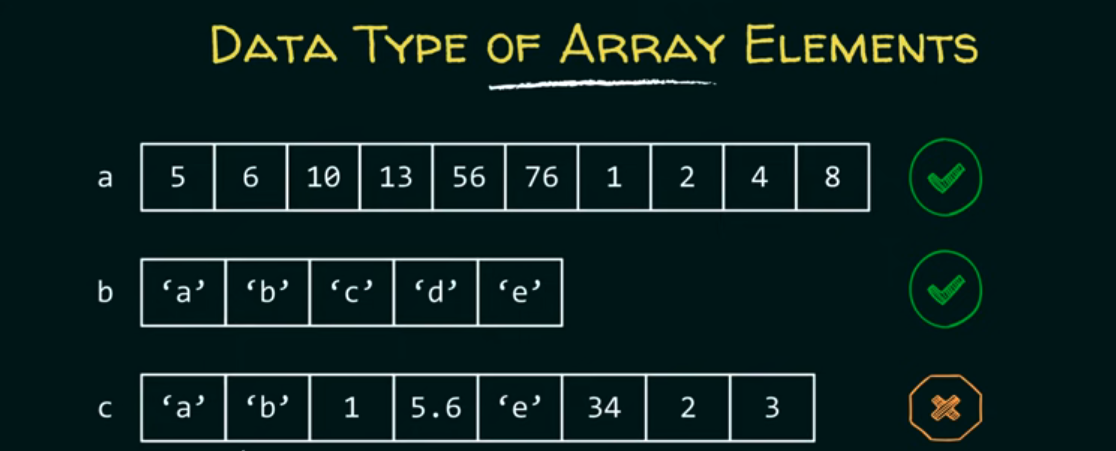 DATA TYPE OF ARRAY ELEMENTS
a 5 6 10 13 56 76 1 2 4 8
b ‘a’ ‘b’ ‘c’ ‘d’ ‘e’
c ‘a’ ‘b’ 1 5.6 ‘e’ 34 2 3